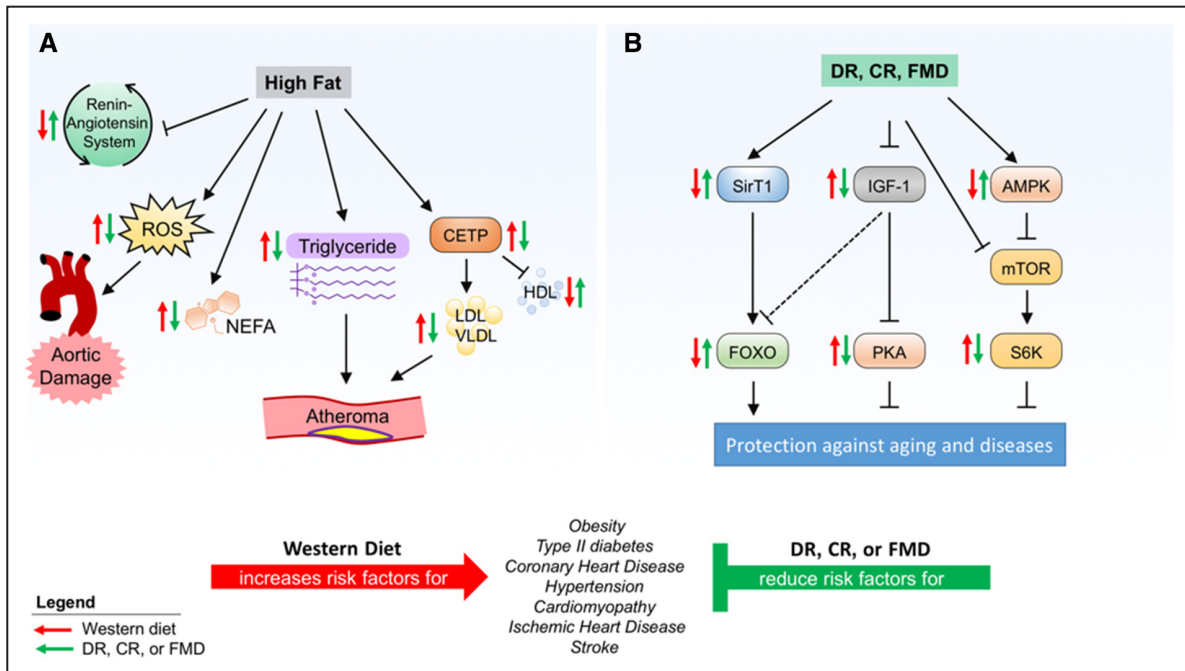 A
High Fat
Renin-
Angiotensin
System
ROS
Aortic
Damage
NEFA
Triglyceride
CETP
HDL
LDL
VLDL
Atheroma
B
DR, CR, FMD
SirT1
IGF-1
AMPK
mTOR
FOXO
PKA
S6K
Protection against aging and diseases
Western Diet
increases risk factors for
Obesity
Type II diabetes
Coronary Heart Disease
Hypertension
Cardiomyopathy
Ischemic Heart Disease
Stroke
DR, CR, or FMD
reduce risk factors for
Legend
Western diet
DR, CR, or FMD